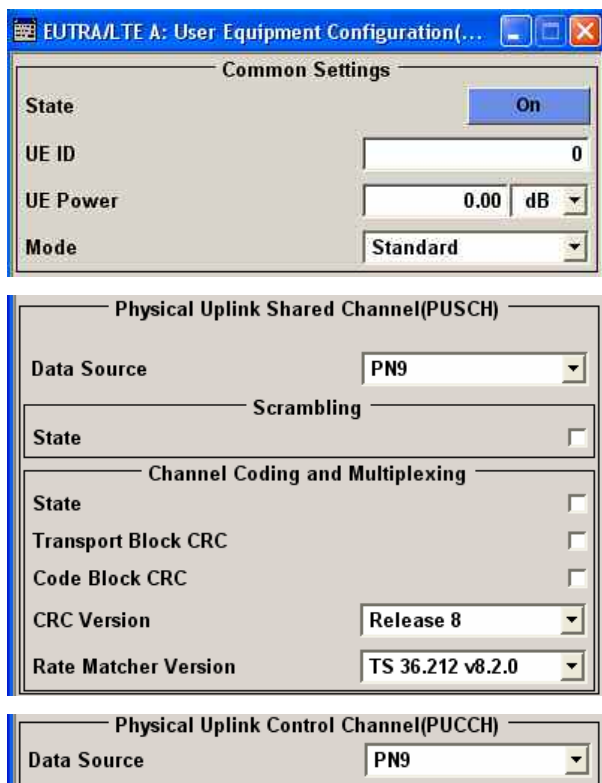 EUTRA/LTE A: User Equipment Configuration(...
Common Settings
State On
UE ID 0
UE Power 0.00 dB
Mode Standard
Physical Uplink Shared Channel(PUSCH)
Data Source PN9
Scrambling
State
Channel Coding and Multiplexing
State
Transport Block CRC
Code Block CRC
CRC Version Release 8
Rate Matcher Version TS 36.212 v8.2.0
Physical Uplink Control Channel(PUCCH)
Data Source PN9